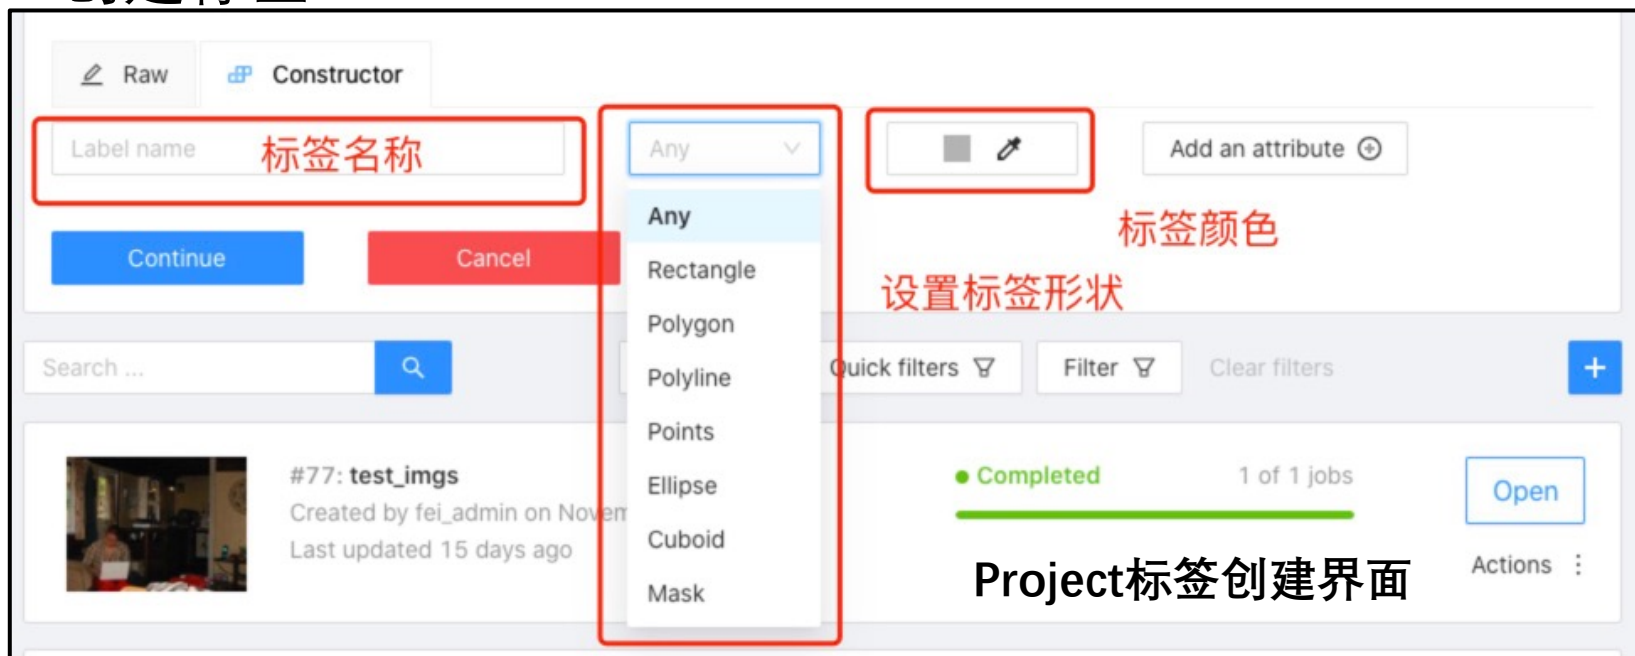 Raw
Constructor
Label name
标签名称
Any
Add an attribute
标签颜色
Continue
Cancel
设置标签形状
Any
Rectangle
Polygon
Polyline
Points
Ellipse
Cuboid
Mask
Search ...
Quick filters
Filter
Clear filters
#77: test_imgs
Created by fei_admin on Novem
Last updated 15 days ago
Completed
1 of 1 jobs
Open
Actions
Project标签创建界面